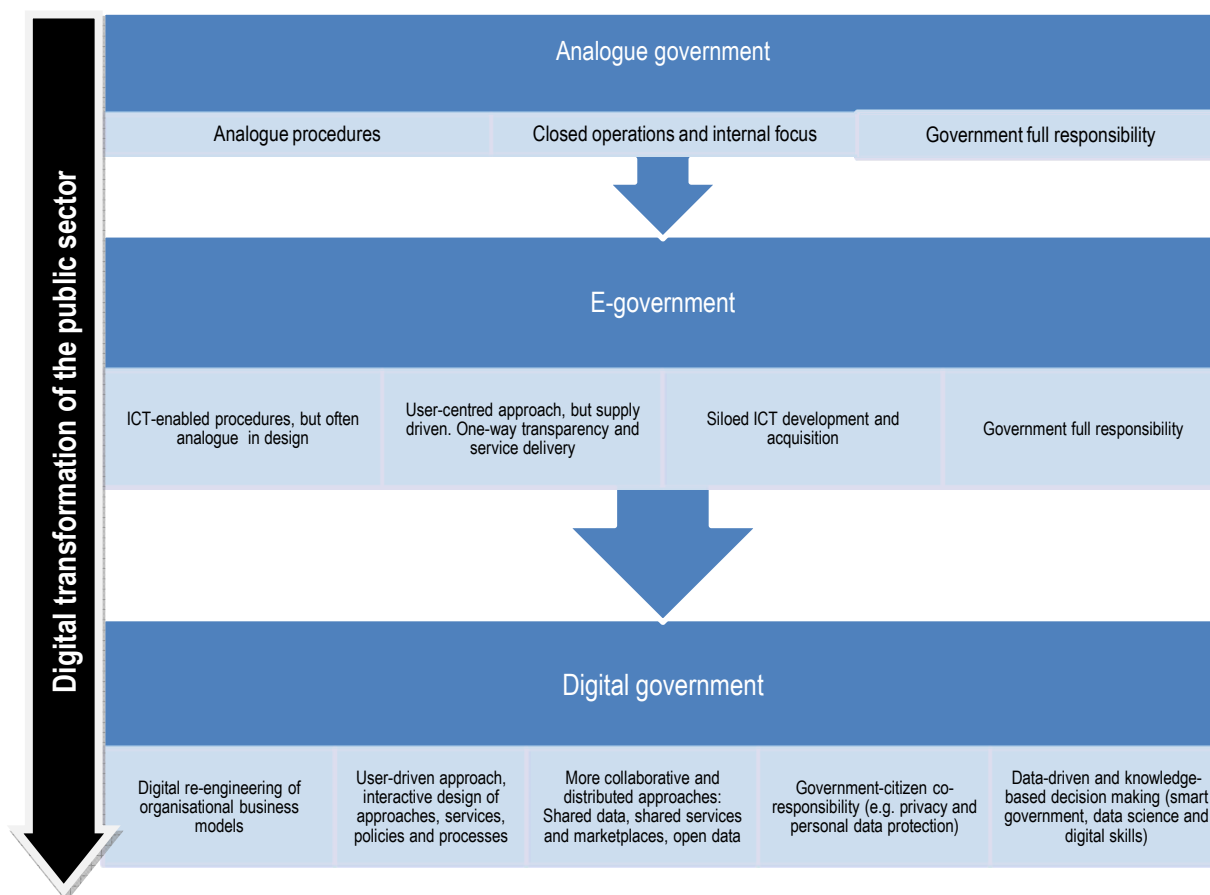 Digital transformation of the public sector
Analogue government
Analogue procedures
Closed operations and internal focus
Government full responsibility
E-government
ICT-enabled procedures, but often
analogue in design
User-centred approach, but supply
driven. One-way transparency and
service delivery
Siloed ICT development and
acquisition
Government full responsibility
Digital government
Digital re-engineering of
organisational business
models
User-driven approach,
interactive design of
approaches, services,
policies and processes
More collaborative and
distributed approaches:
Shared data, shared services
and marketplaces, open data
Government-citizen co-
responsibility (e.g. privacy and
personal data protection)
Data-driven and knowledge-
based decision making (smart
government, data science and
digital skills)